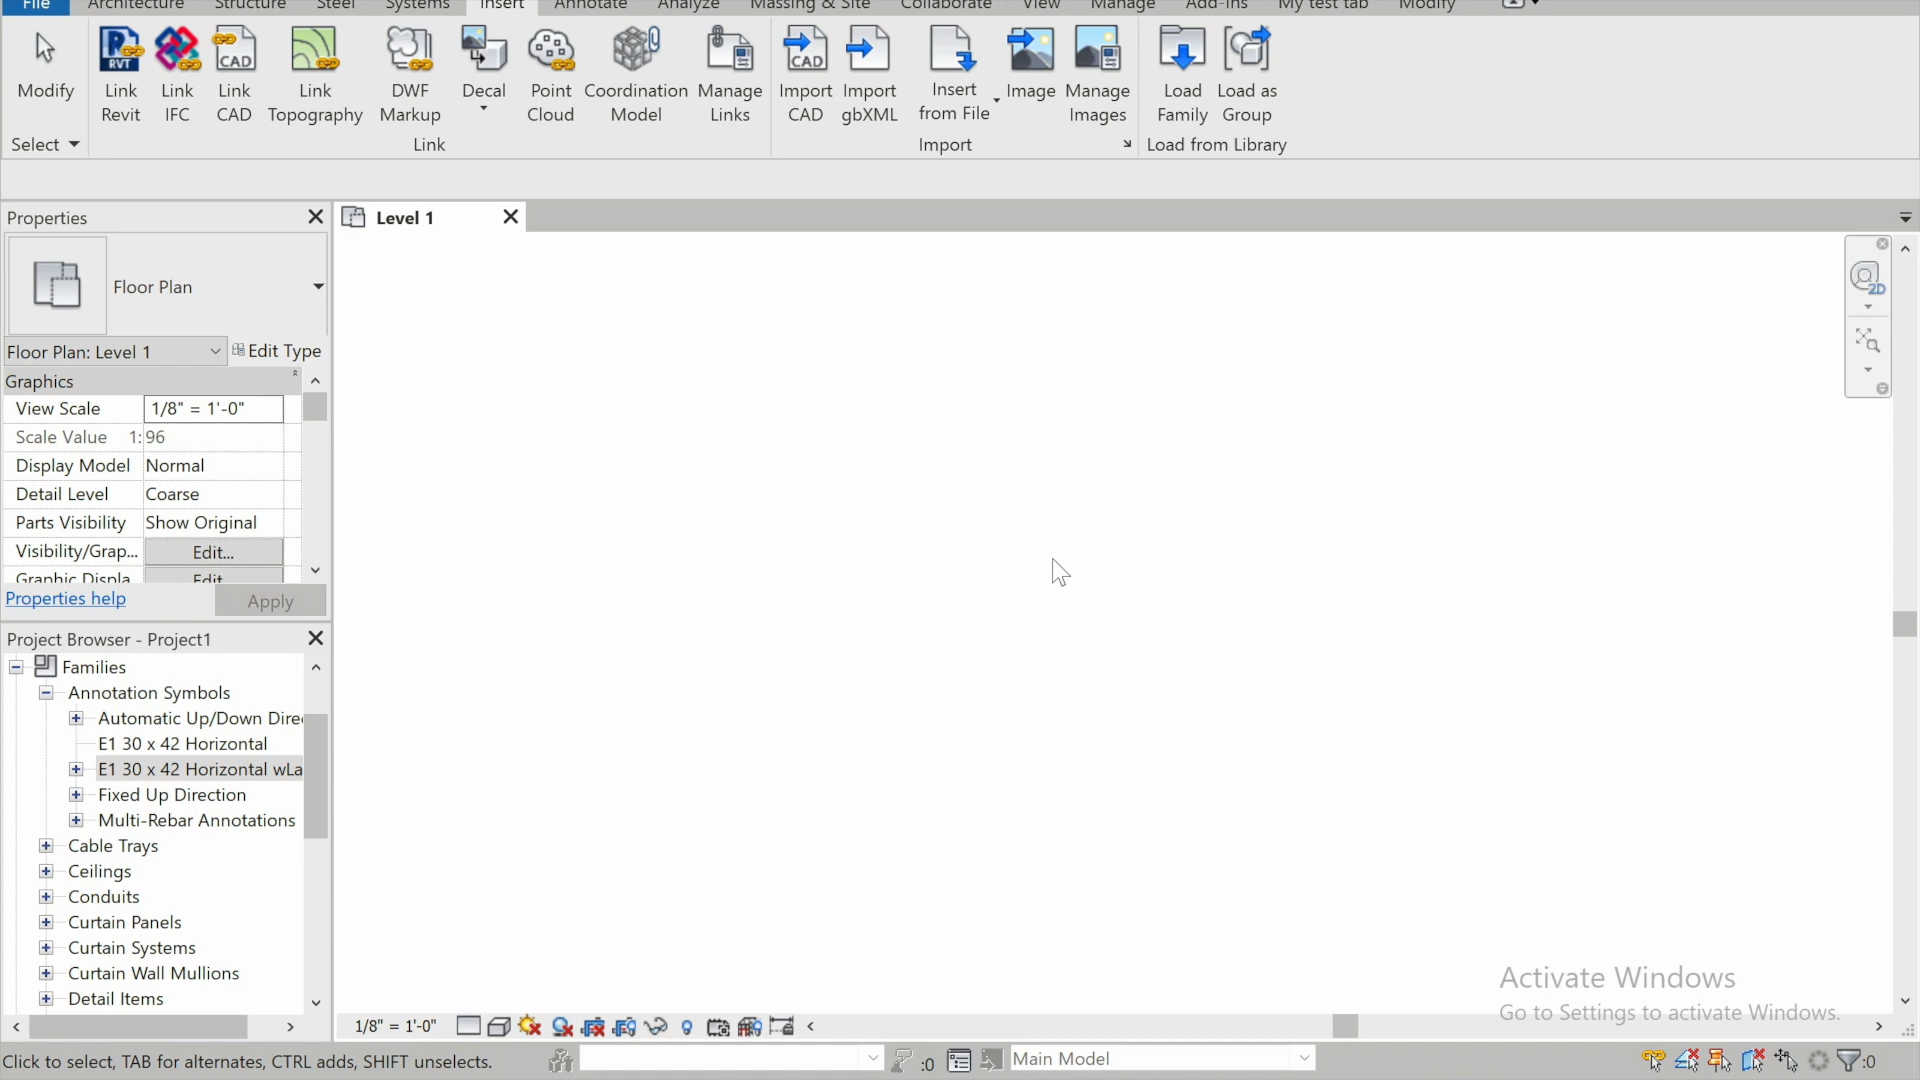 File Architecture Structure Steel Systems Insert Annotate Analyze Massing & Site Collaborate View Manage Add-Ins My test tab Modify
Modify
Link Revit
Link IFC
Link CAD
Link Topography
DWF Markup
Decal
Point Cloud
Coordination Model
Manage Links
Import CAD
Import gbXML
Insert from File
Image
Manage Images
Load Family
Load as Group
Select
Link
Import
Load from Library
Properties
Level 1
Floor Plan
Floor Plan: Level 1
Edit Type
Graphics
View Scale 1/8" = 1'-0"
Scale Value 1: 96
Display Model Normal
Detail Level Coarse
Parts Visibility Show Original
Visibility/Grap... Edit...
Graphic Displa Edit
Properties help
Apply
Project Browser - Project1
Families
Annotation Symbols
Automatic Up/Down Dire
E1 30 x 42 Horizontal
E1 30 x 42 Horizontal wLa
Fixed Up Direction
Multi-Rebar Annotations
Cable Trays
Ceilings
Conduits
Curtain Panels
Curtain Systems
Curtain Wall Mullions
Detail Items
2D
Activate Windows
Go to Settings to activate Windows.
1/8" = 1'-0"
Click to select, TAB for alternates, CTRL adds, SHIFT unselects.
:0
Main Model
:0